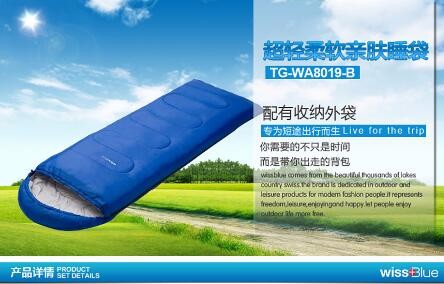 超轻柔软亲肤睡袋
TG-WA8019-B
配有收纳外袋
专为短途出行而生 Live for the trip
你需要的不只是时间
而是带你出走的背包
wissblue comes from the beautiful thousands of lakes
country swiss.the brand is dedicated in outdoor and
leisure products for modern fashion people.it represents
freedom,leisure,enjoyingand happy.let people enjoy
outdoor life more free.
产品详情 PRODUCT
SET DETAILS
wissBlue